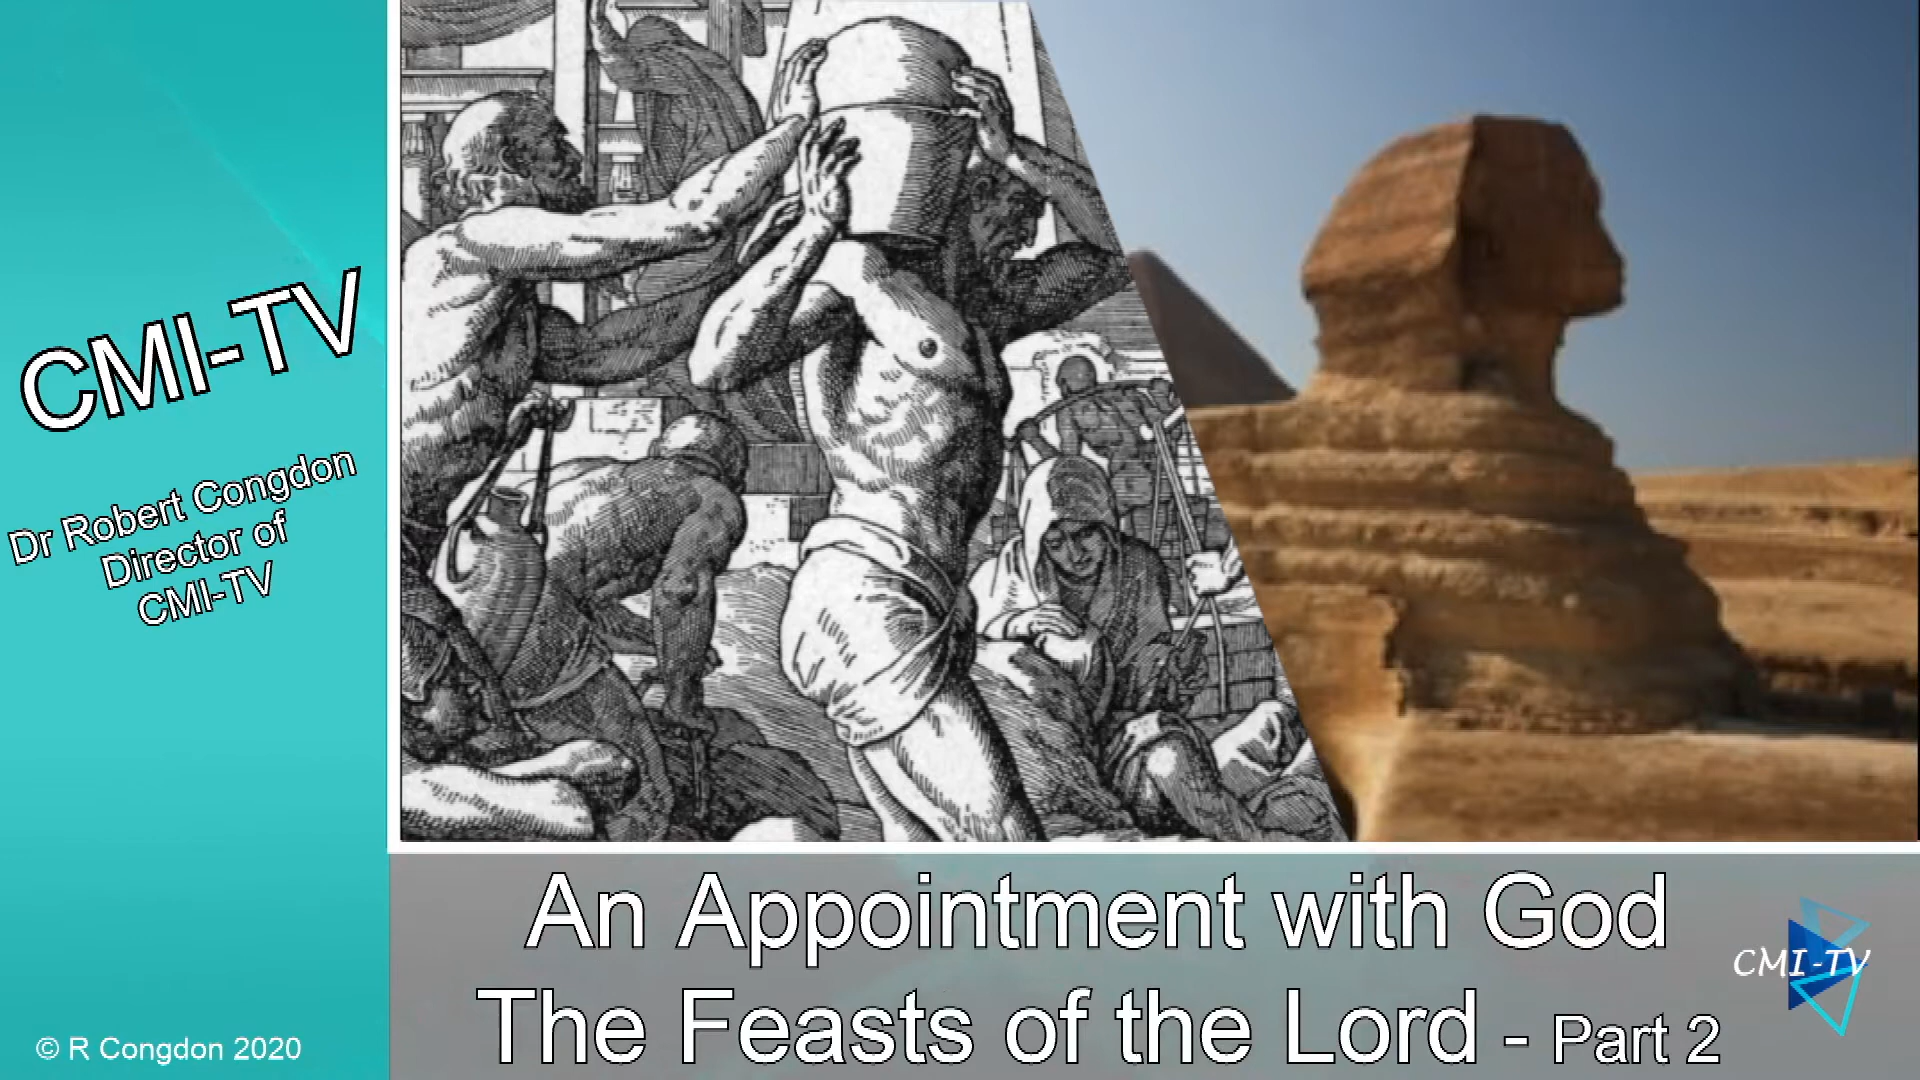 CMI-TV
Dr Robert Congdon
Director of
CMI-TV
© R Congdon 2020
An Appointment with God
The Feasts of the Lord - Part 2
CMI-TV